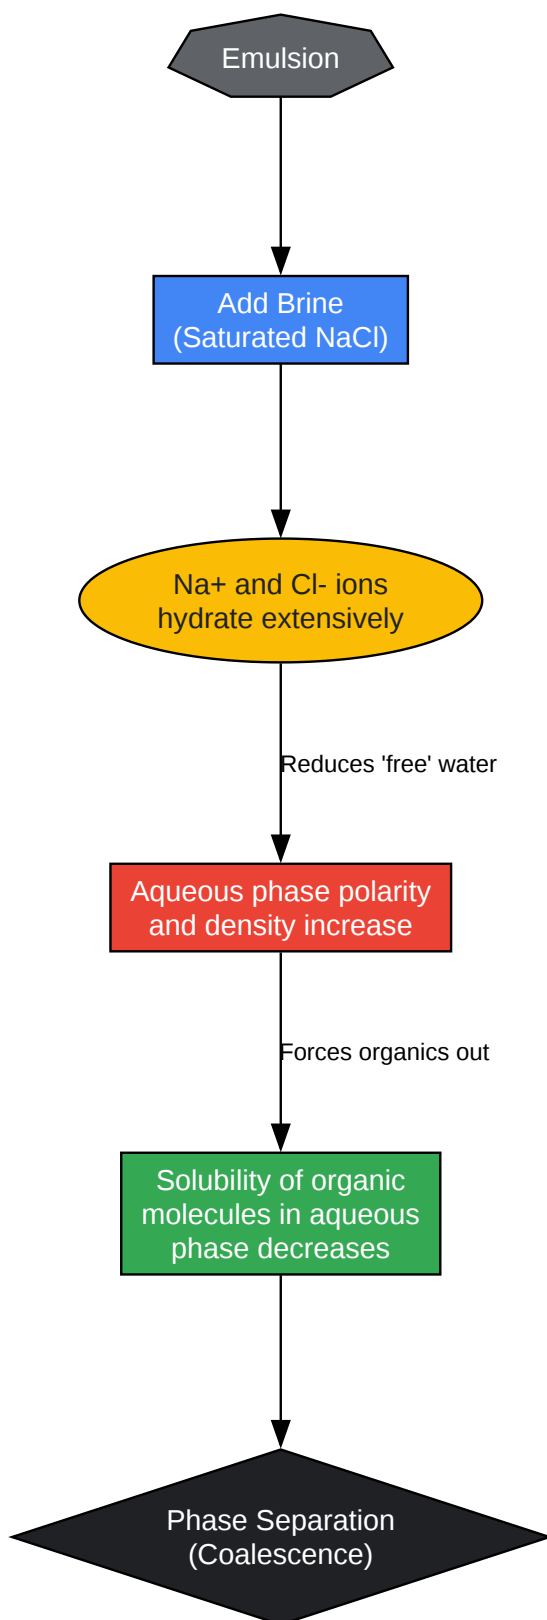 Emulsion
Add Brine
(Saturated NaCl)
Na+ and Cl- ions
hydrate extensively
Reduces 'free' water
Aqueous phase polarity
and density increase
Forces organics out
Solubility of organic
molecules in aqueous
phase decreases
Phase Separation
(Coalescence)